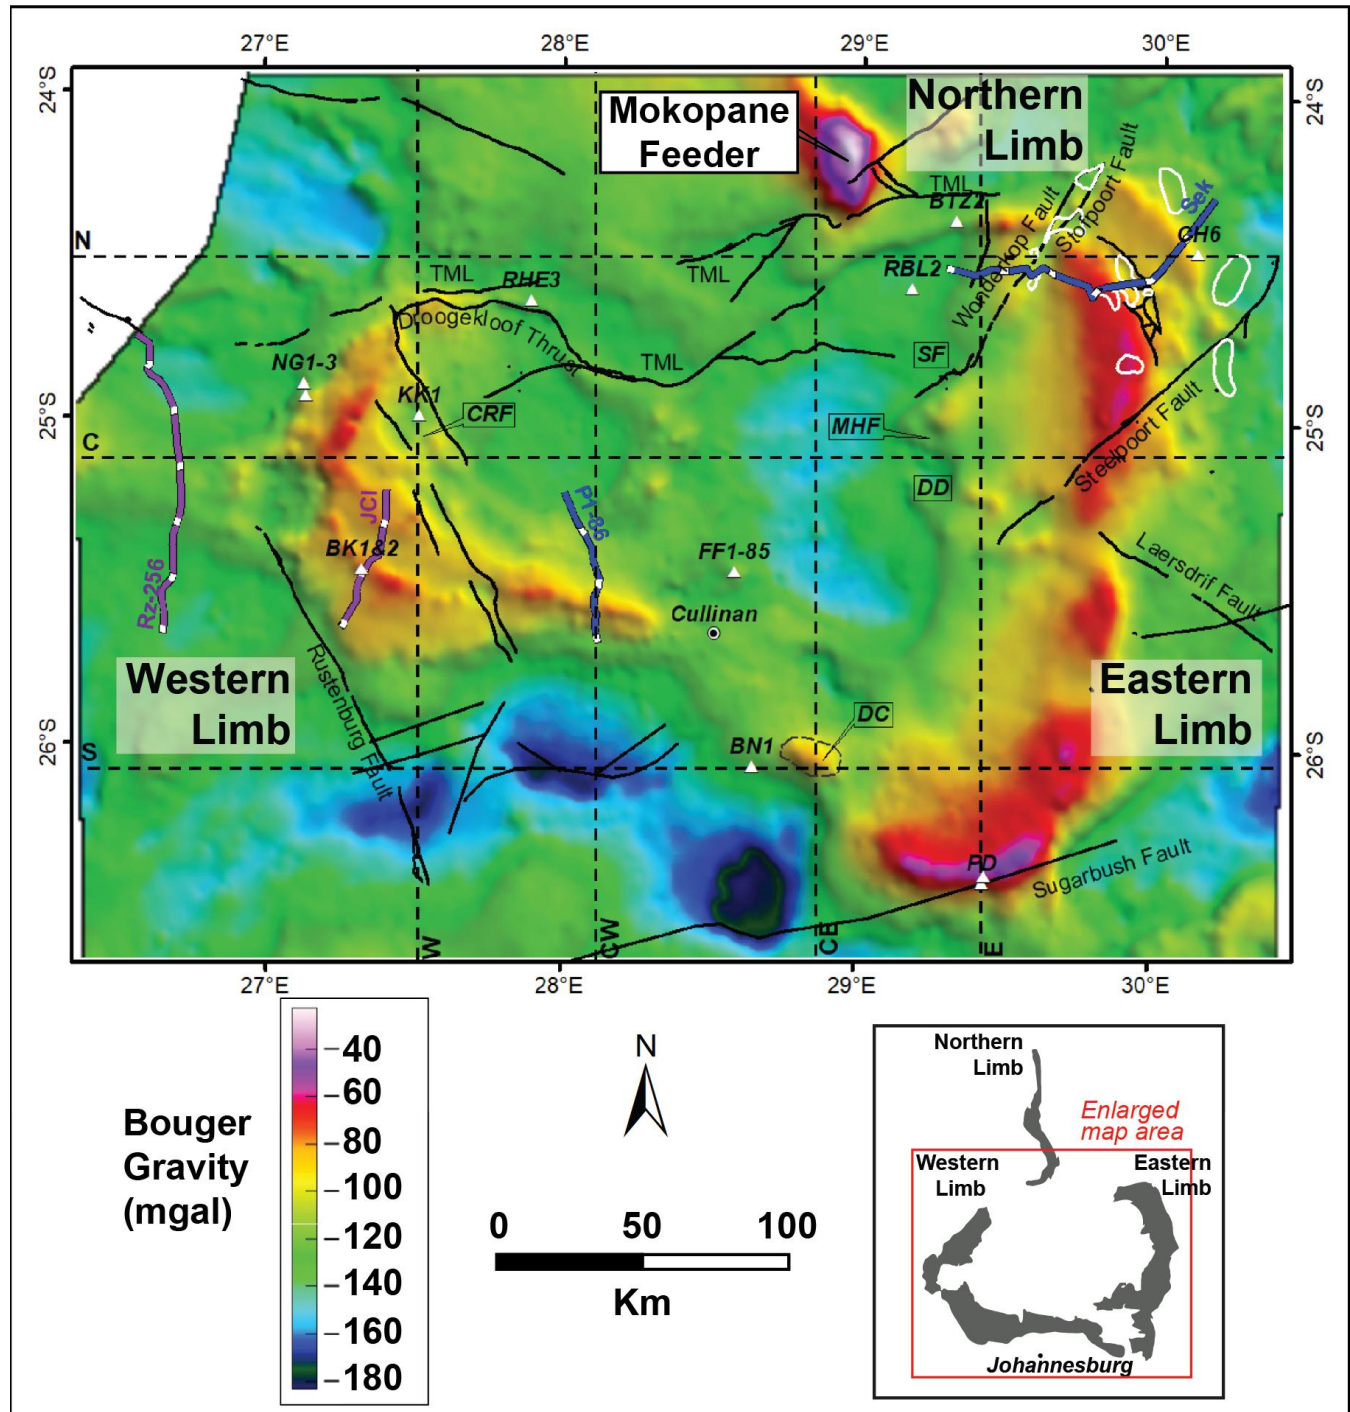 27°E 28°E 29°E 30°E
24°S 24°S
Northern
Limb
Mokopane
Feeder
TML
BTZ1
Wonderkop Fault
Stofpoort Fault
Sek
CH6
N
RBL2
TML
RHE3
TML
Droogekloof Thrust
TML
SF
NG1-3
KK1
CRF
25°S
MHF
25°S
C
DD
Steelpoort Fault
JCI
Pr-86
BK1&2
FF1-85
Laersdrif Fault
Rz-256
Cullinan
Western
Limb
Rustenburg Fault
Eastern
Limb
DC
BN1
26°S
26°S
S
PD
Sugarbush Fault
W CW CE E
27°E 28°E 29°E 30°E
Bouger
Gravity
(mgal)
–40
–60
–80
–100
–120
–140
–160
–180
N
0 50 100
Km
Northern
Limb
Enlarged
map area
Western
Limb
Eastern
Limb
Johannesburg